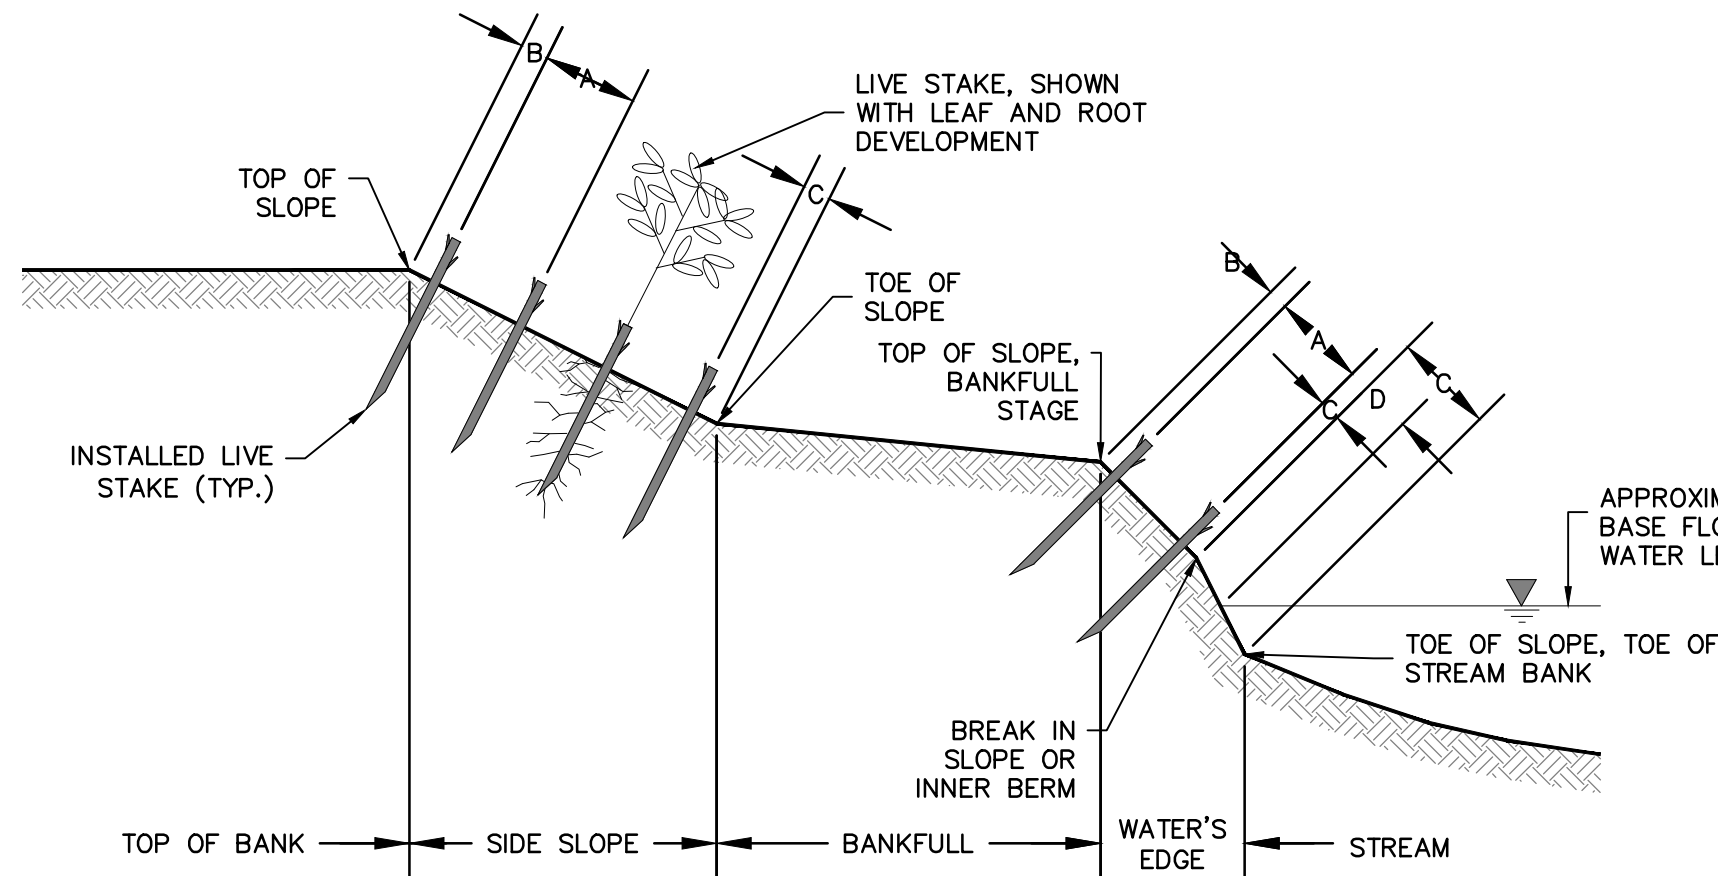 B
A
LIVE STAKE, SHOWN
WITH LEAF AND ROOT
DEVELOPMENT
TOP OF
SLOPE
C
TOE OF
SLOPE
B
TOP OF SLOPE,
BANKFULL
STAGE
A
C
D
C
INSTALLED LIVE
STAKE (TYP.)
BASE
WATER
TOE OF SLOPE, TOE OF
STREAM BANK
BREAK IN
SLOPE OR
INNER BERM
TOP OF BANK
SIDE SLOPE
BANKFULL
WATER'S
EDGE
STREAM